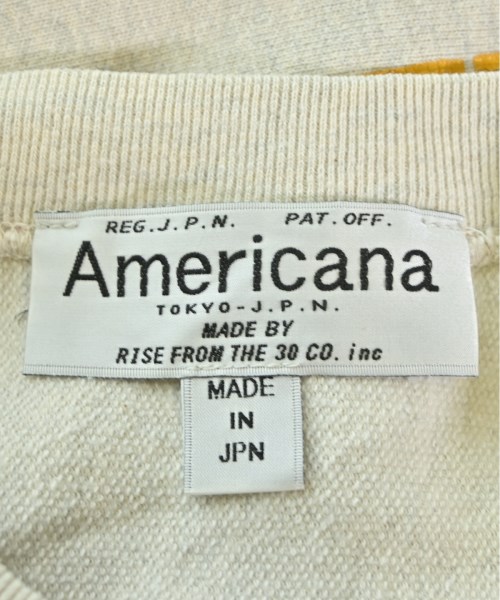 REG.J.P.N. PAT.OFF.
Americana
TOKYO-J.P.N.
MADE BY
RISE FROM THE 30 CO. inc
MADE
IN
JPN